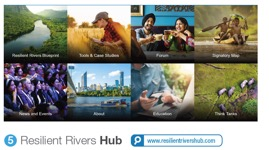 Resilient Rivers Blueprint
Tools & Case Studies
Forum
Signatory Map
News and Events
About
Education
Think Tanks
5 Resilient Rivers Hub
www.resilientrivershub.com